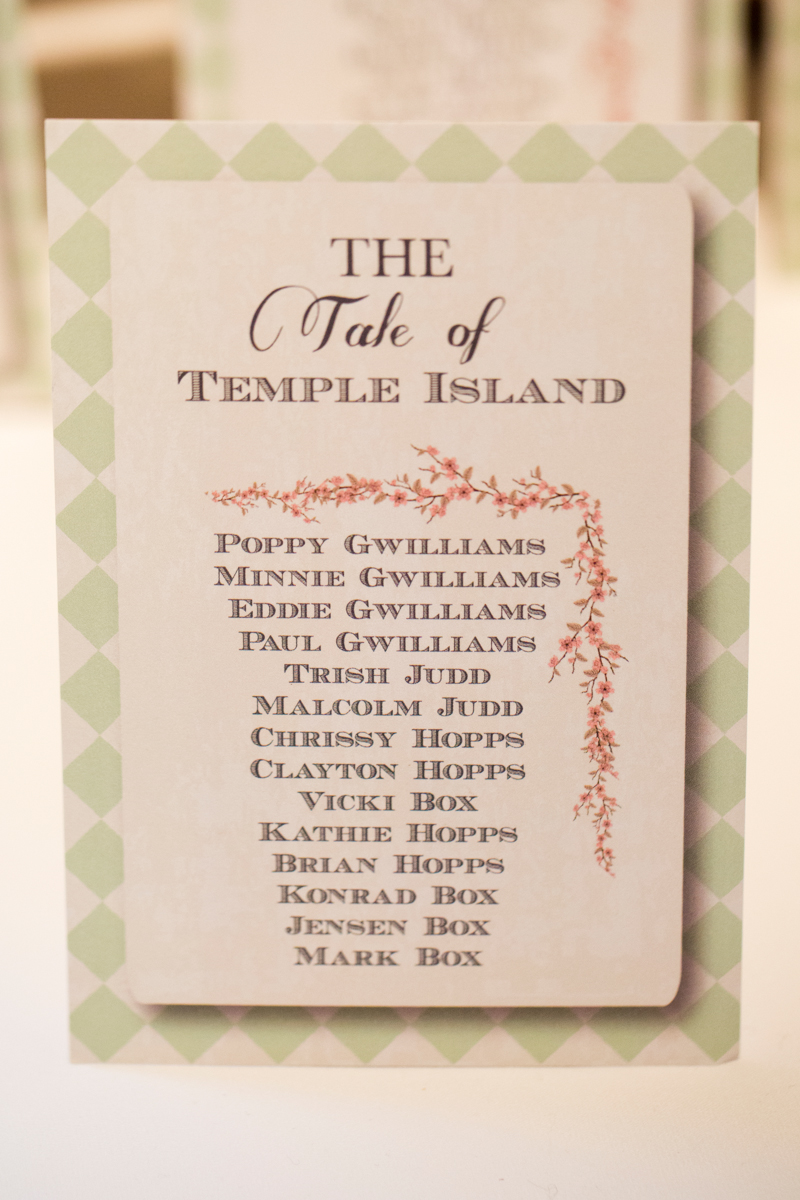 THE
Tale of
TEMPLE ISLAND
POPPY GWILLIAMS
MINNIE GWILLIAMS
EDDIE GWILLIAMS
PAUL GWILLIAMS
TRISH JUDD
MALCOLM JUDD
CHRISSY HOPPS
CLAYTON HOPPS
VICKI BOX
KATHIE HOPPS
BRIAN HOPPS
KONRAD BOX
JENSEN BOX
MARK BOX